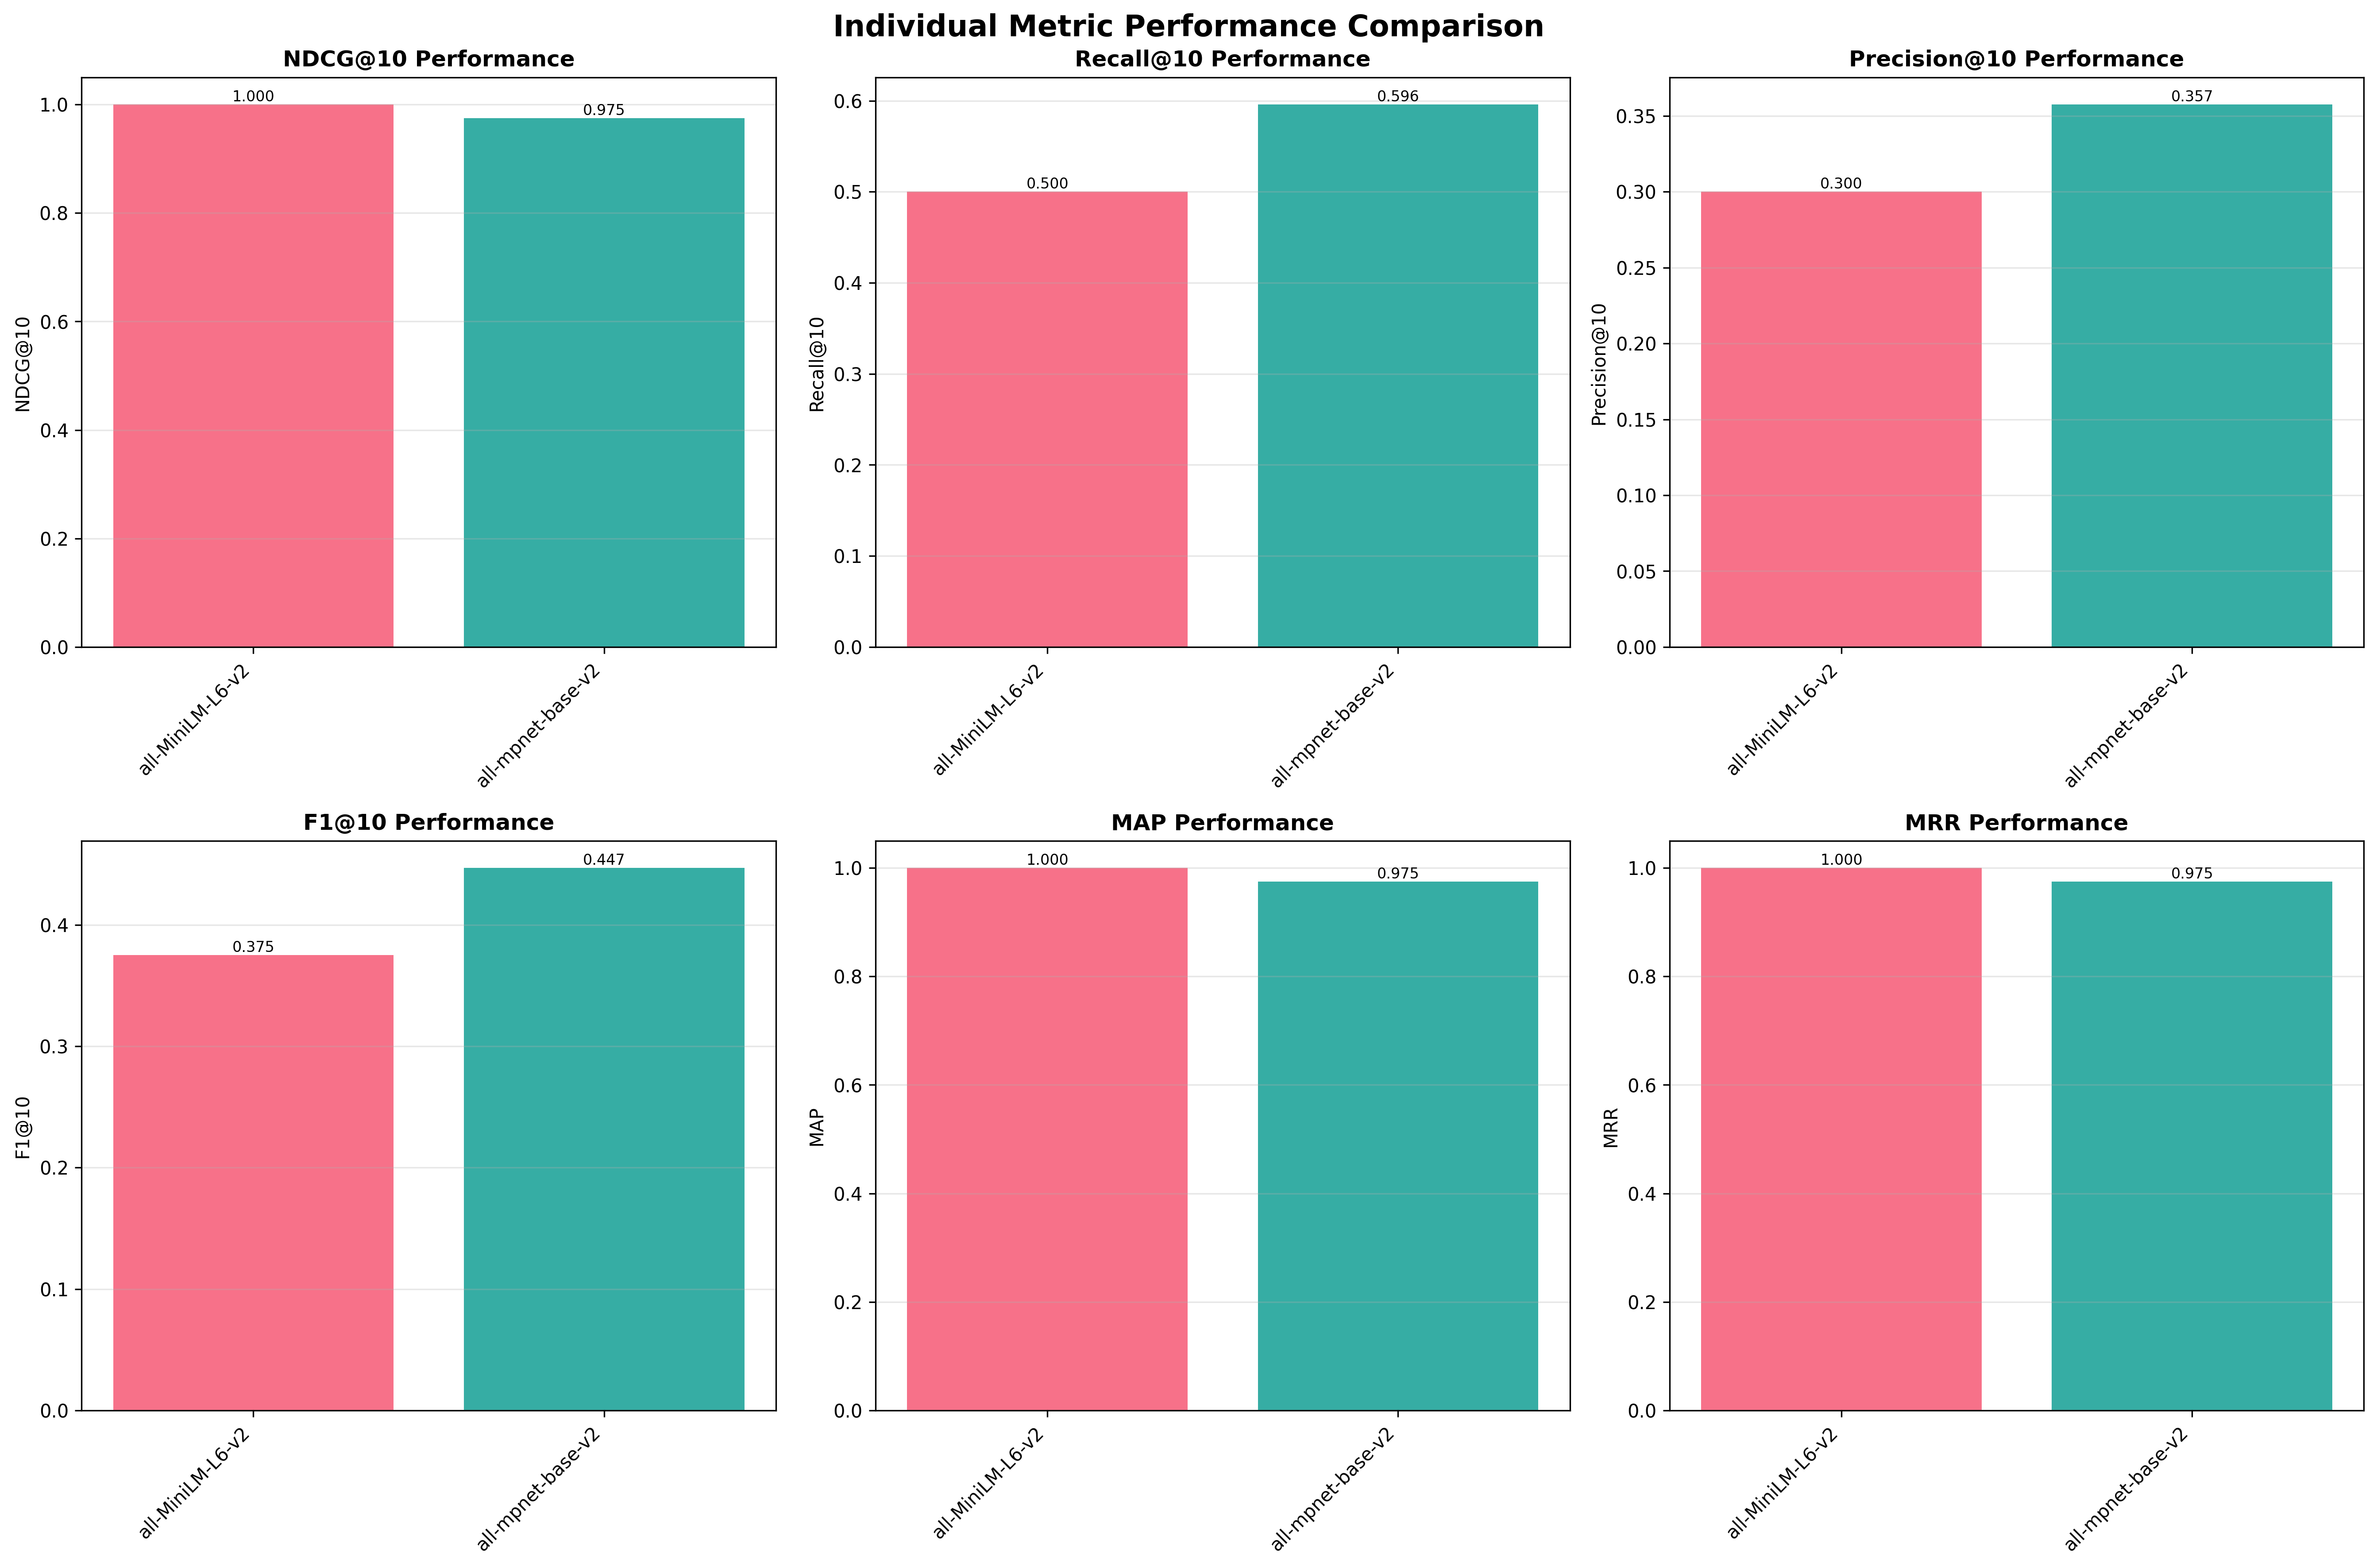 Individual Metric Performance Comparison
NDCG@10 Performance
1.000
0.975
1.0
0.8
0.6
0.4
0.2
0.0
NDCG@10
all-MiniLM-L6-v2
all-mpnet-base-v2
Recall@10 Performance
0.596
0.500
0.6
0.5
0.4
0.3
0.2
0.1
0.0
Recall@10
all-MiniLM-L6-v2
all-mpnet-base-v2
Precision@10 Performance
0.357
0.300
0.35
0.30
0.25
0.20
0.15
0.10
0.05
0.00
Precision@10
all-MiniLM-L6-v2
all-mpnet-base-v2
F1@10 Performance
0.447
0.375
0.4
0.3
0.2
0.1
0.0
F1@10
all-MiniLM-L6-v2
all-mpnet-base-v2
MAP Performance
1.000
0.975
1.0
0.8
0.6
0.4
0.2
0.0
MAP
all-MiniLM-L6-v2
all-mpnet-base-v2
MRR Performance
1.000
0.975
1.0
0.8
0.6
0.4
0.2
0.0
MRR
all-MiniLM-L6-v2
all-mpnet-base-v2